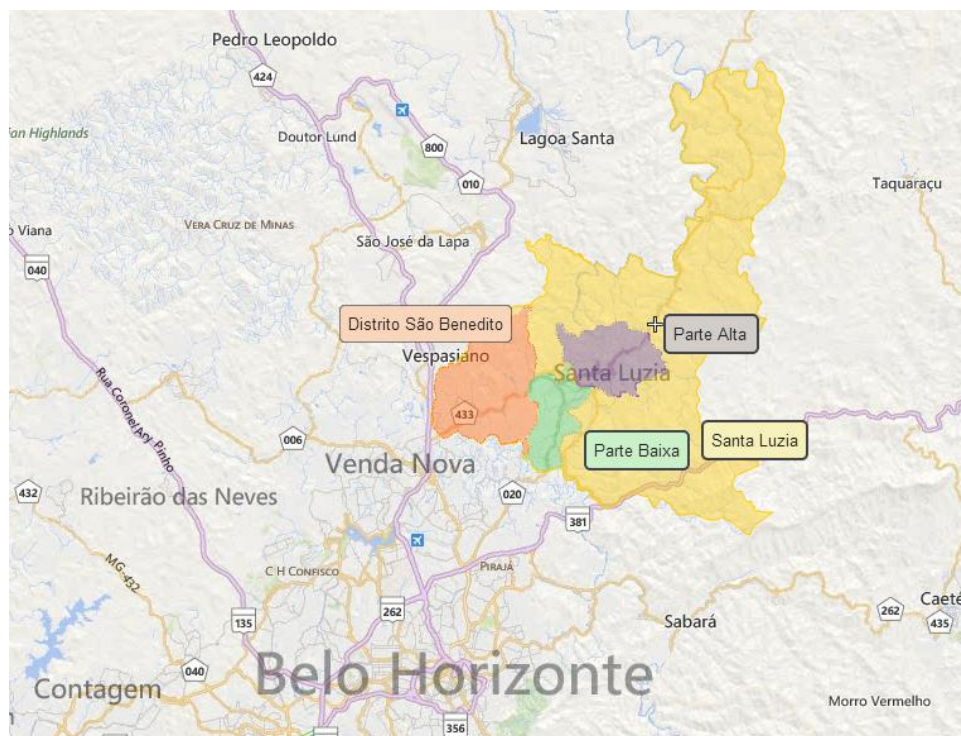 Pedro Leopoldo
424
Doutor Lund
Lagoa Santa
800
010
Highlands
Taquaraçu
VERA CRUZ DE MINAS
Viana
São José da Lapa
040
Distrito São Benedito
Parte Alta
Vespasiano
Santa Luzia
Rua Coronel Ary Pinho
433
006
Parte Baixa
Santa Luzia
Venda Nova
432
Ribeirão das Neves
020
381
MG-432
C H CONFISCO
PIRAJÁ
262
135
262
Caeté
435
Sabará
040
Belo Horizonte
Contagem
Morro Vermelho
356